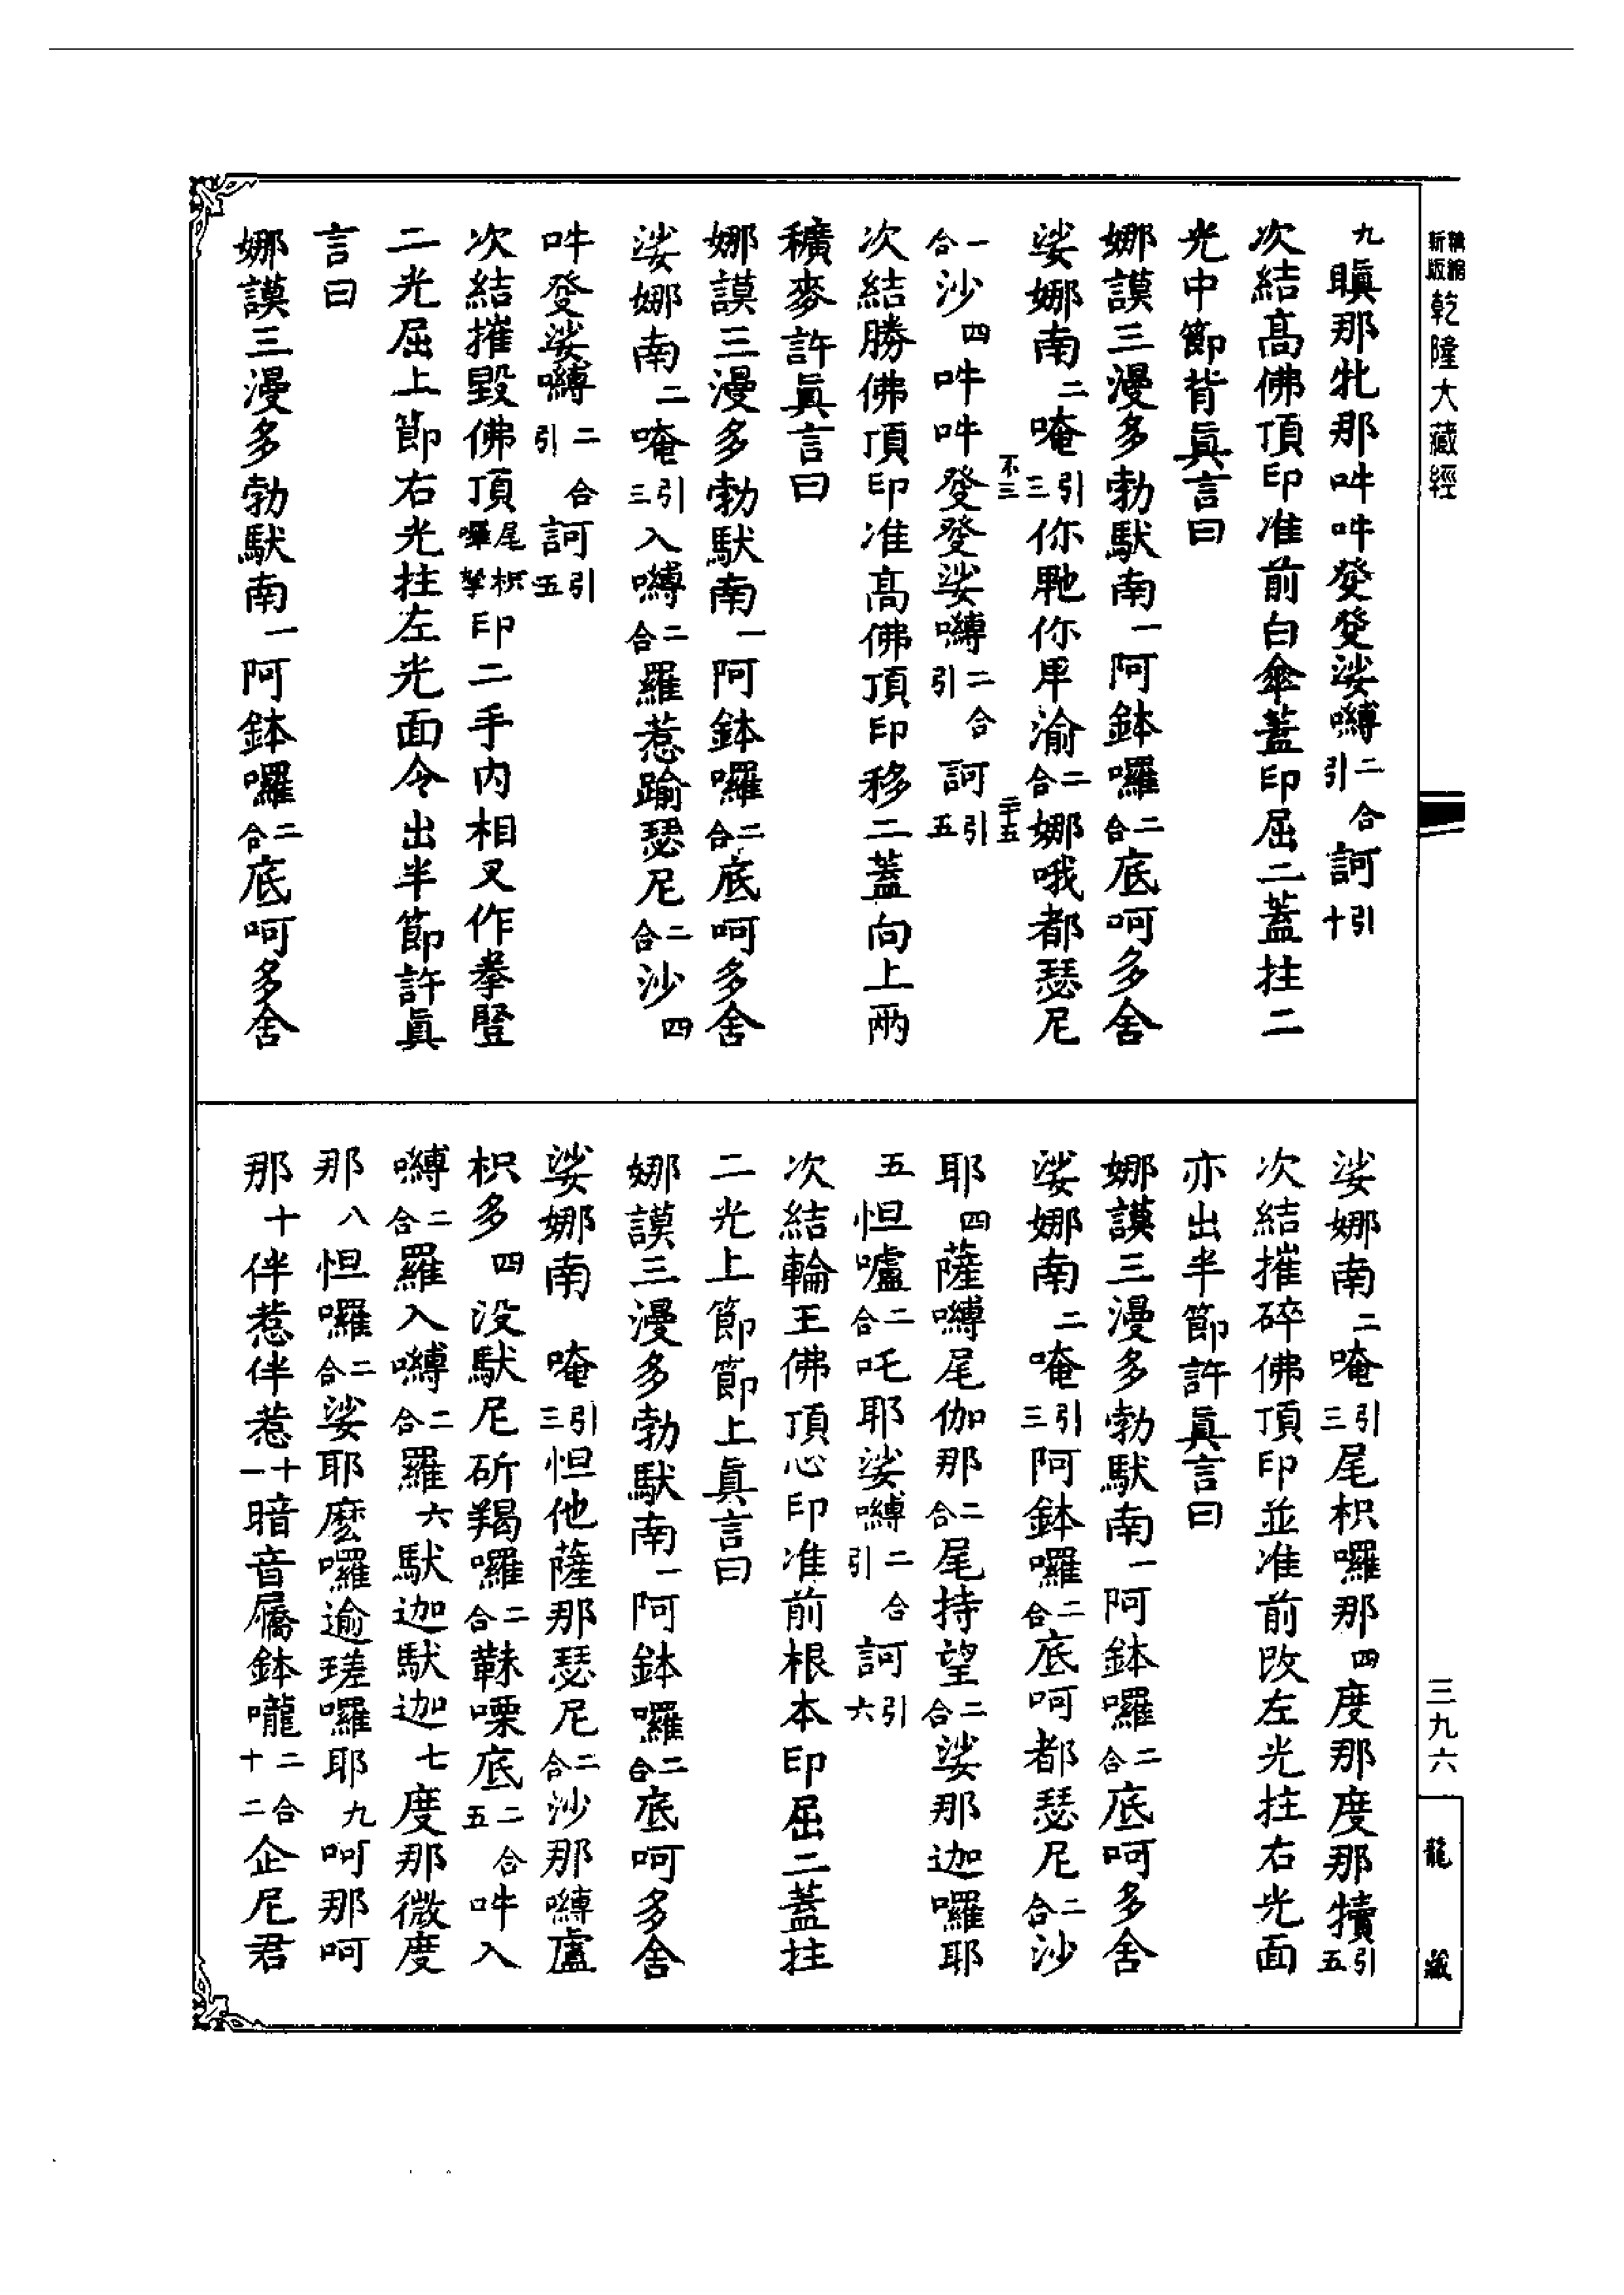 乾隆大藏經
三九六
龍藏
九瞋那牝那吽吽發發娑嚩二合引訶引十
次結高佛頂印准前白傘蓋印屈二蓋拄二
光中節背眞言曰
娜謨三漫多勃馱南一阿鉢囉二合底呵多舍
娑娜南二唵引三你毗你庠渝二合娜哦都瑟尼
二合沙四吽吽發發娑嚩二合引訶引五
次結勝佛頂印准高佛頂印移二蓋向上兩
穬麥許眞言曰
娜謨三漫多勃馱南一阿鉢囉二合底呵多舍
娑娜南二唵引三入嚩二合羅惹踰瑟尼二合沙四
吽發娑嚩二合引訶引五
次結摧毀佛頂尾枳囉拏印二手內相叉作拳豎
二光屈上節右光拄左光面令出半節許眞
言曰
娜謨三漫多勃馱南一阿鉢囉二合底呵多舍
娑娜南二唵引三尾枳囉那四度那度那犢引五
次結摧碎佛頂印並准前改左光拄右光面
亦出半節許眞言曰
娜謨三漫多勃馱南一阿鉢囉二合底呵多舍
娑娜南二唵引三阿鉢囉二合底呵都瑟尼二合沙
耶四薩嚩尾伽那二合尾持望二合娑那迦囉耶
五怛嚧二合吒耶娑嚩二合引訶引六
次結輪王佛頂心印准前根本印屈二蓋拄
二光上節節上眞言曰
娜謨三漫多勃馱南一阿鉢囉二合底呵多舍
娑娜南 唵引三怛他薩那瑟尼二合沙那嚩盧
枳多四没馱尼斫羯囉二合靺㗚底二合五吽入
嚩二合羅入嚩二合羅六馱迦馱迦七度那微度
那八怛囉二合娑耶麽囉逾瑳囉耶九呵那呵
那十伴惹伴惹十一暗音屩鉢嚨二合十二企尼君